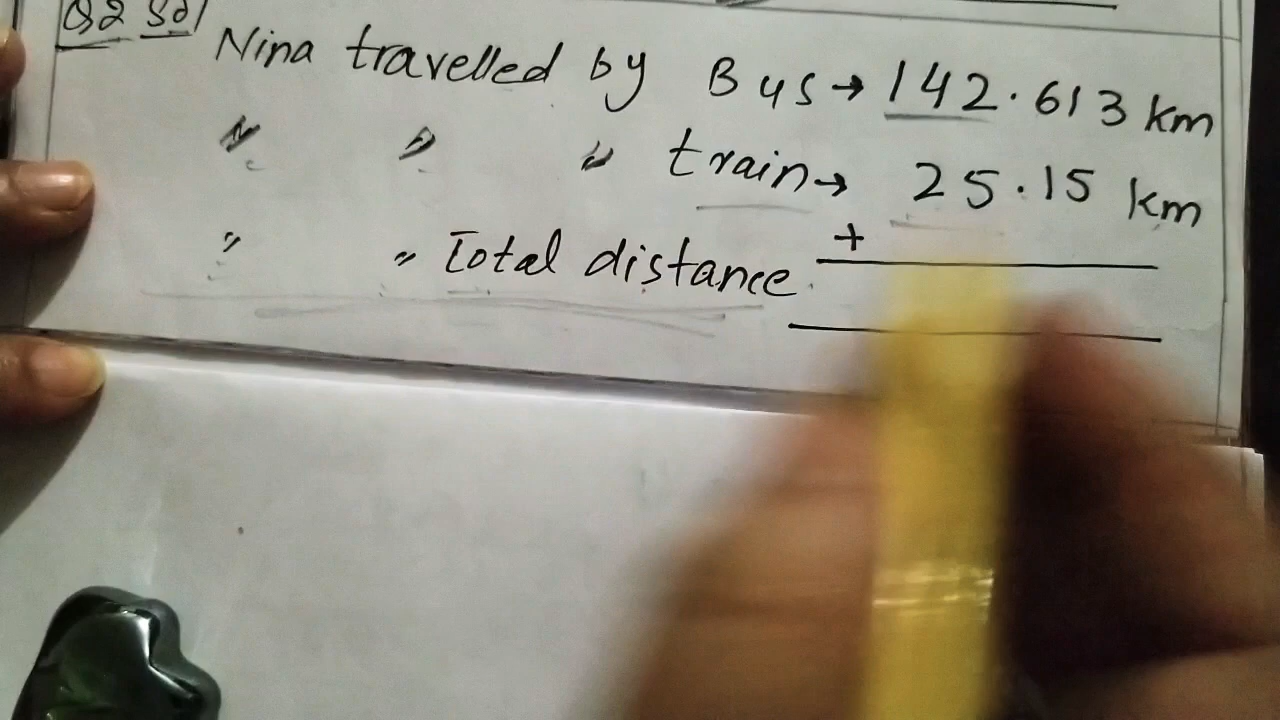 Q2 Sol
Nina travelled by Bus→ 142.613 km
" " " train→ 25.15 km
" " Total distance +